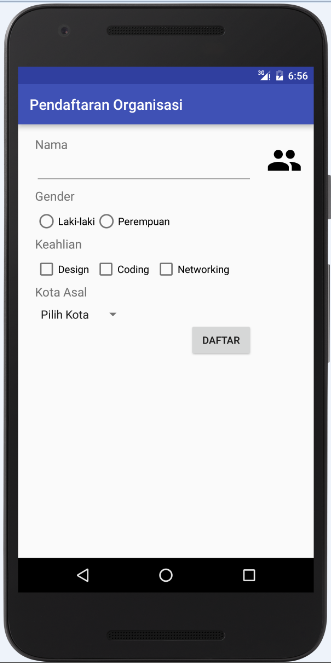 3G 6:56
Pendaftaran Organisasi
Nama
Gender
Laki-laki Perempuan
Keahlian
Design Coding Networking
Kota Asal
Pilih Kota
DAFTAR